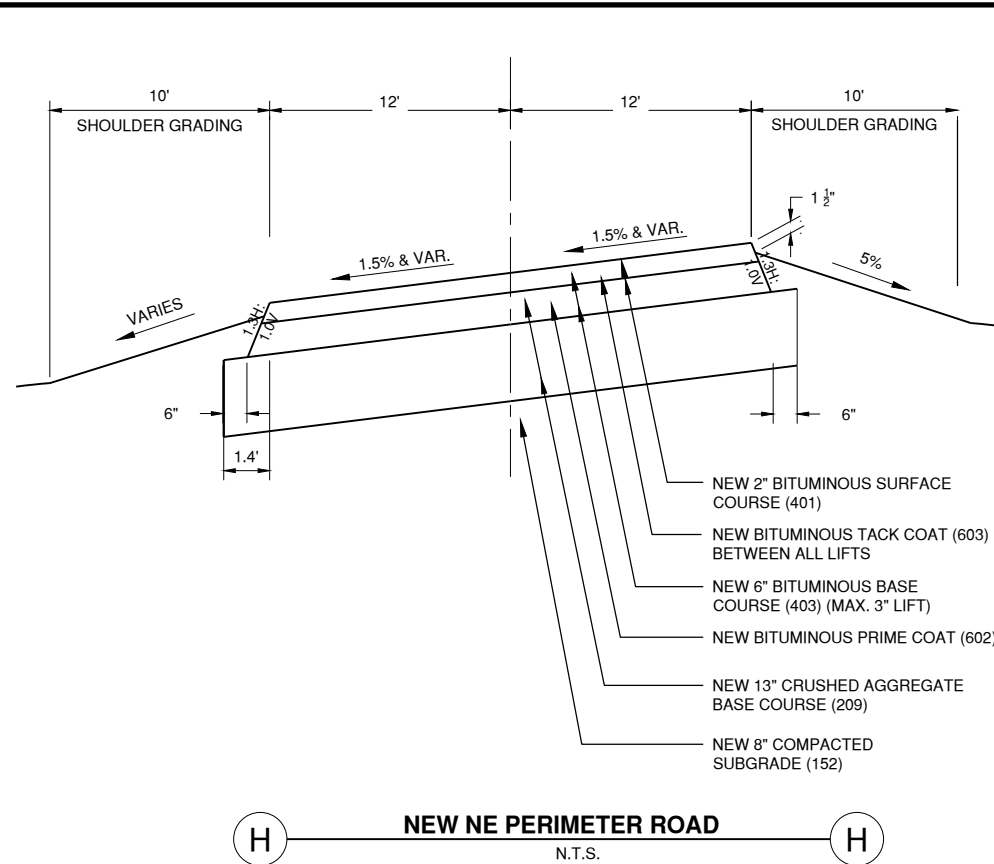 10'
12'
12'
10'
SHOULDER GRADING
SHOULDER GRADING
1 1/2"
1.5% & VAR.
1.5% & VAR.
5%
VARIES
1.3H:
1.0V
1.3H:
1.0V
6"
6"
1.4'
NEW 2" BITUMINOUS SURFACE
COURSE (401)
NEW BITUMINOUS TACK COAT (603)
BETWEEN ALL LIFTS
NEW 6" BITUMINOUS BASE
COURSE (403) (MAX. 3" LIFT)
NEW BITUMINOUS PRIME COAT (602)
NEW 13" CRUSHED AGGREGATE
BASE COURSE (209)
NEW 8" COMPACTED
SUBGRADE (152)
H
NEW NE PERIMETER ROAD
H
N.T.S.